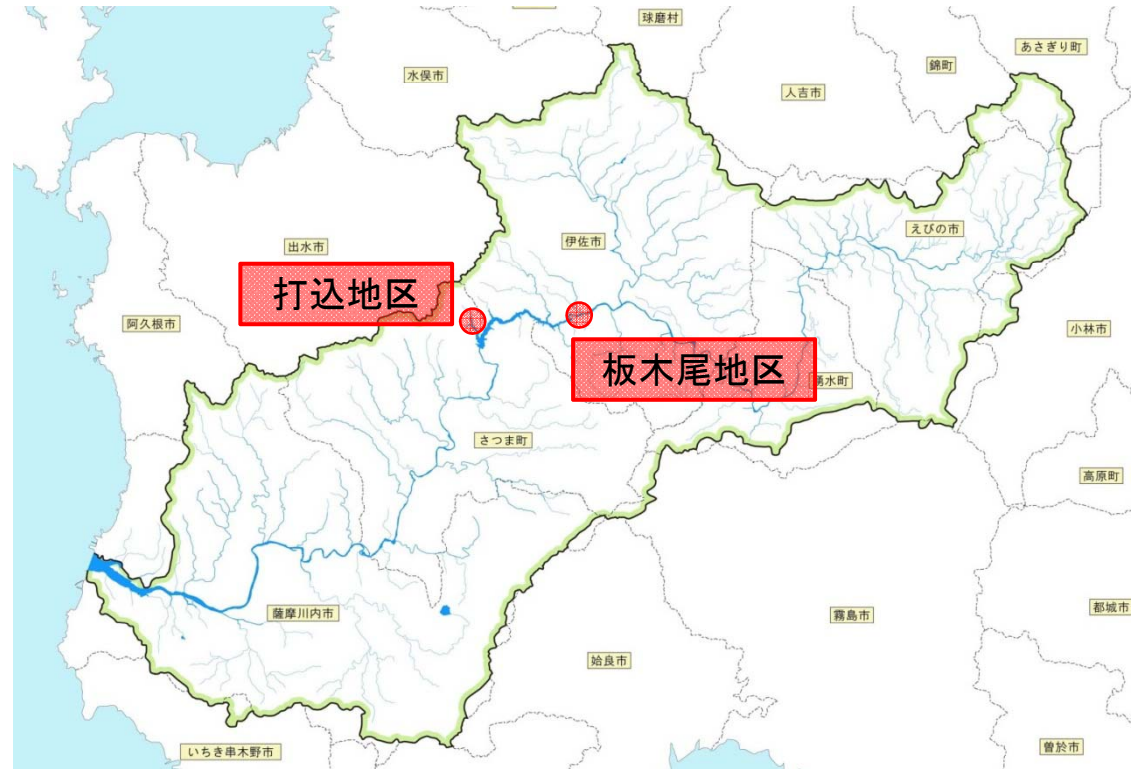 球磨村
あさぎり町
錦町
水俣市
人吉市
えびの市
伊佐市
出水市
打込地区
阿久根市
小林市
板木尾地区
湧水町
さつま町
高原町
薩摩川内市
霧島市
都城市
姶良市
いちき串木野市
曽於市